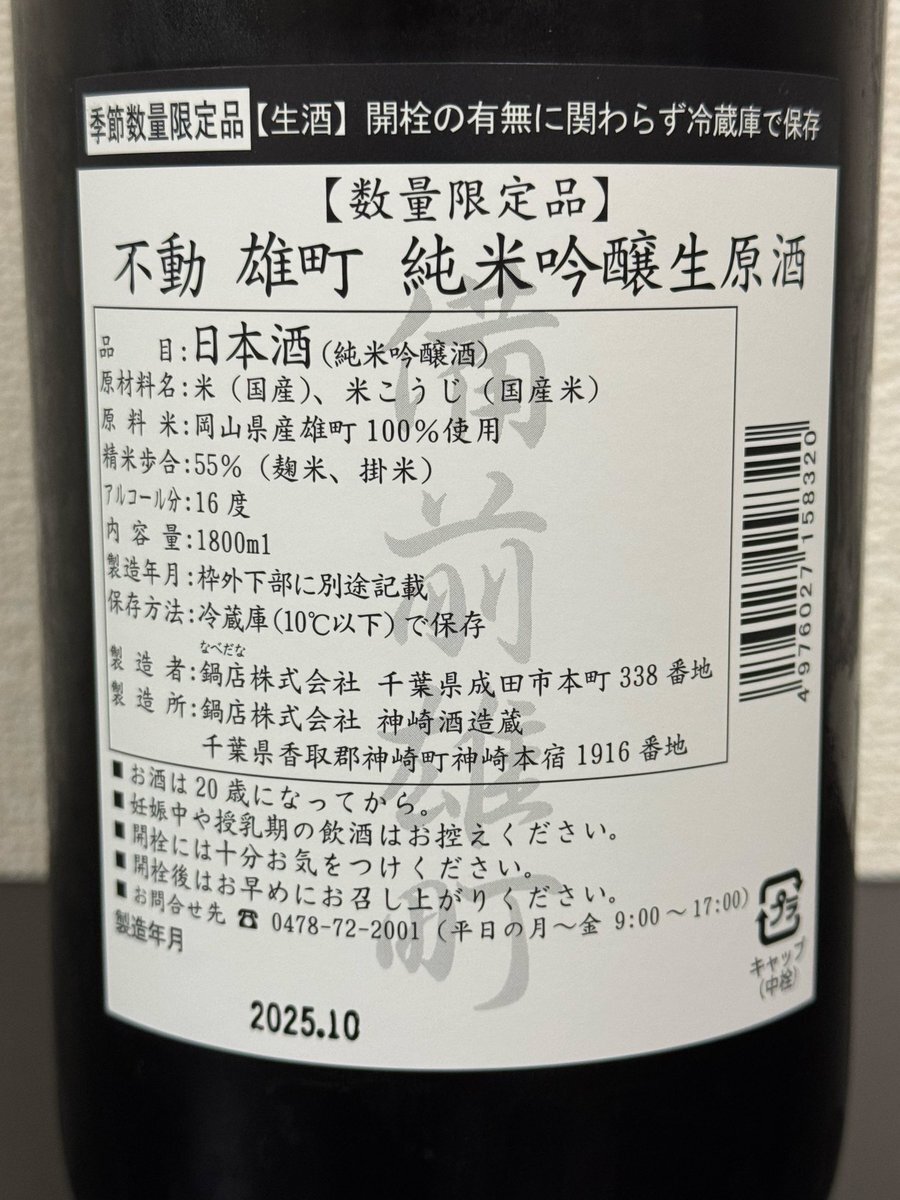 季節数量限定品【生酒】開栓の有無に関わらず冷蔵庫で保存
【数量限定品】
不動 雄町 純米吟醸生原酒
備前雄町
品目:日本酒(純米吟醸酒)
原材料名:米（国産）、米こうじ（国産米）
原料米:岡山県産雄町100%使用
精米歩合:55%（麹米、掛米）
アルコール分:16度
内容量:1800ml
製造年月:枠外下部に別途記載
保存方法:冷蔵庫(10℃以下)で保存
なべだな
製造者:鍋店株式会社 千葉県成田市本町338番地
製造所:鍋店株式会社 神崎酒造蔵
千葉県香取郡神崎町神崎本宿1916番地
4976027158320
■お酒は20歳になってから。
■妊娠中や授乳期の飲酒はお控えください。
■開栓には十分お気をつけください。
■開栓後はお早めにお召し上がりください。
■お問合せ先 ☎ 0478-72-2001（平日の月～金 9:00～17:00）
製造年月
2025.10
プラ
キャップ
(中栓)